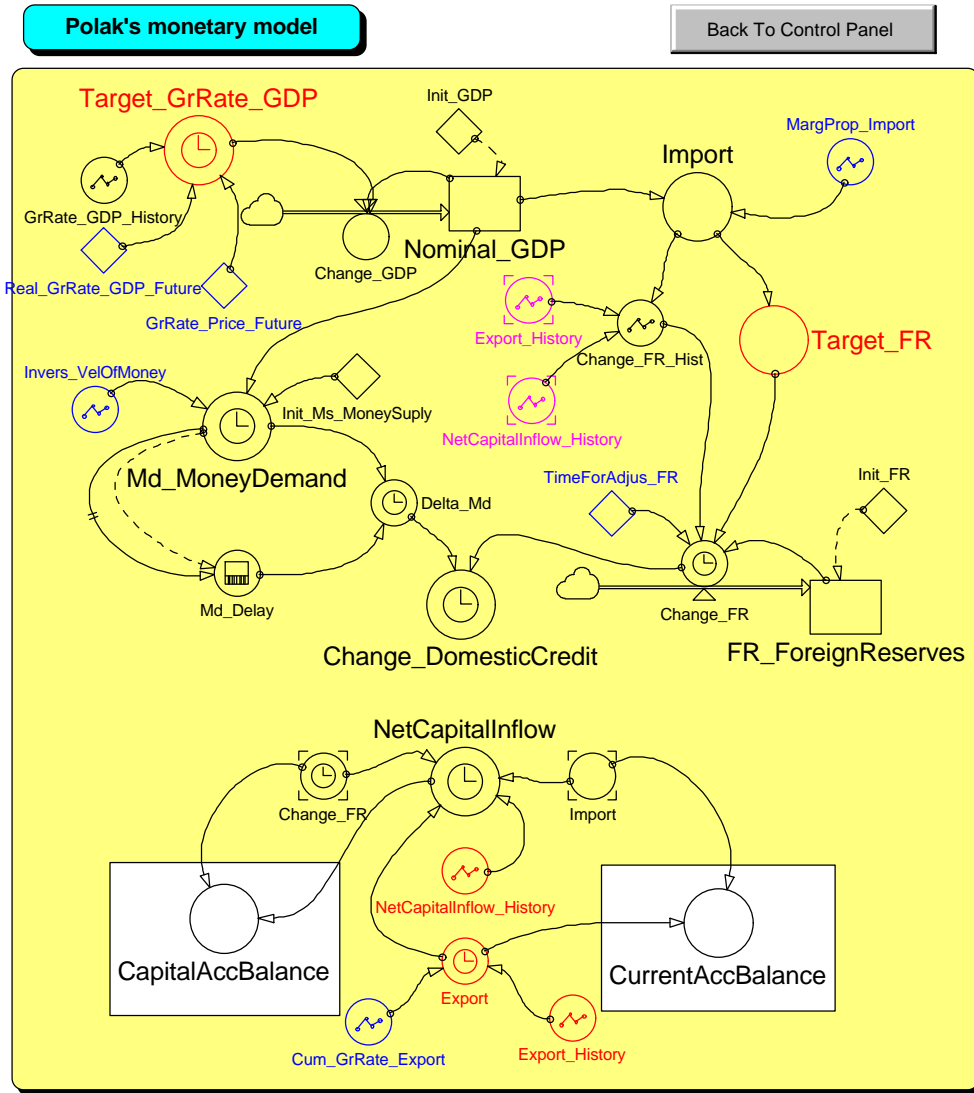 Polak's monetary model
Back To Control Panel
Target_GrRate_GDP
Init_GDP
MargProp_Import
Import
GrRate_GDP_History
Nominal_GDP
Change_GDP
Real_GrRate_GDP_Future
GrRate_Price_Future
Export_History
Change_FR_Hist
Target_FR
Invers_VelOfMoney
Init_Ms_MoneySuply
NetCapitalInflow_History
Md_MoneyDemand
TimeForAdjus_FR
Init_FR
Delta_Md
Md_Delay
Change_FR
Change_DomesticCredit
FR_ForeignReserves
NetCapitalInflow
Change_FR
Import
NetCapitalInflow_History
CapitalAccBalance
CurrentAccBalance
Export
Cum_GrRate_Export
Export_History